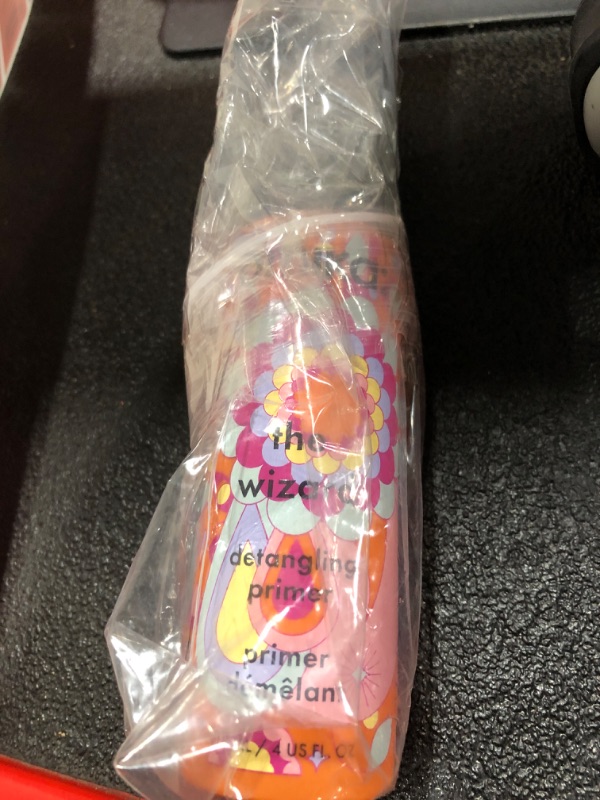 the
wizard
detangling
primer
primer
démêlant
/ 4 US FL. OZ